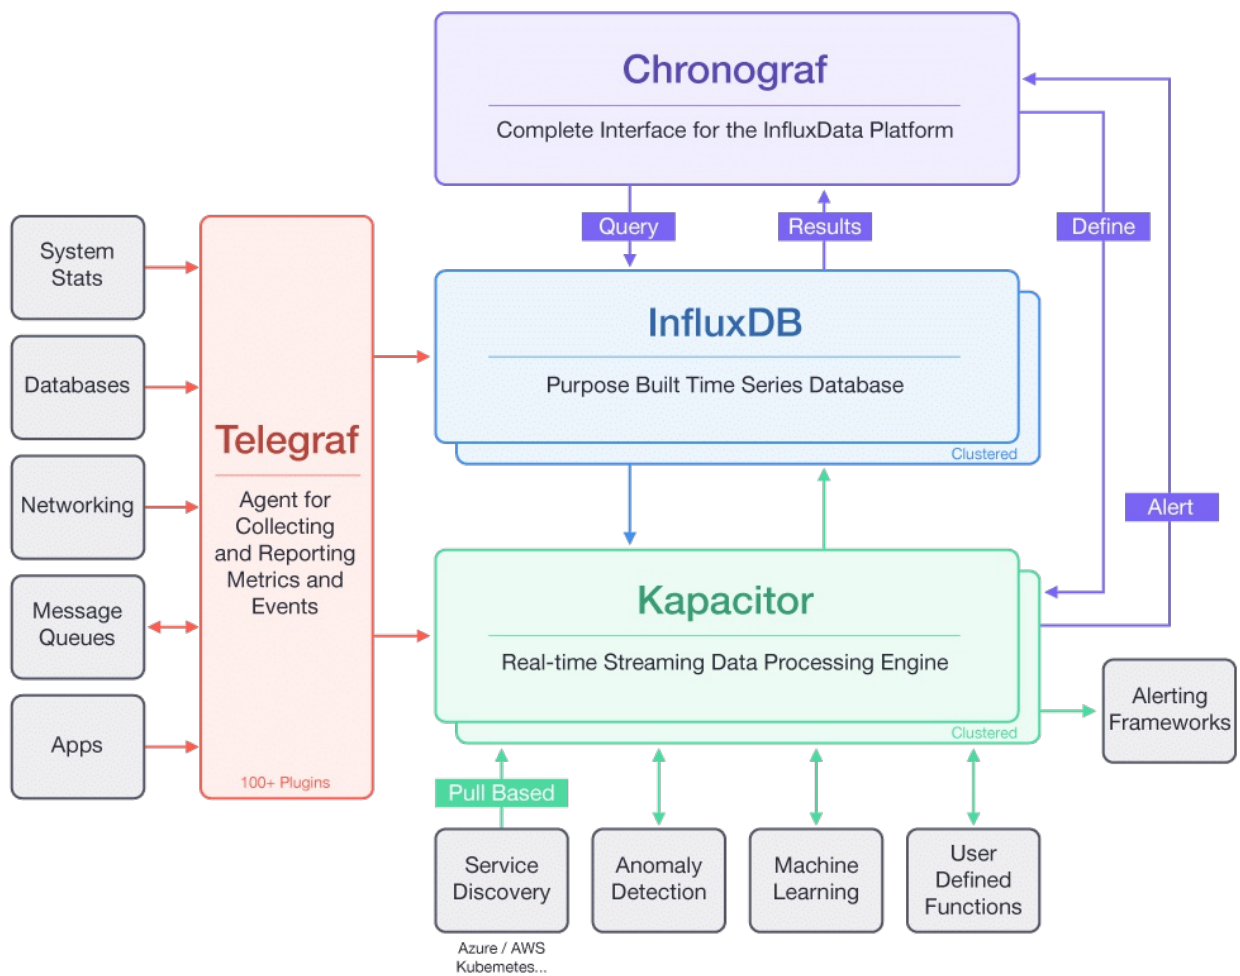 Chronograf
Complete Interface for the InfluxData Platform
Query
Results
Define
System
Stats
Databases
Networking
Message
Queues
Apps
Telegraf
Agent for
Collecting
and Reporting
Metrics and
Events
100+ Plugins
InfluxDB
Purpose Built Time Series Database
Clustered
Alert
Kapacitor
Real-time Streaming Data Processing Engine
Clustered
Alerting
Frameworks
Pull Based
Service
Discovery
Azure / AWS
Kubemetes...
Anomaly
Detection
Machine
Learning
User
Defined
Functions